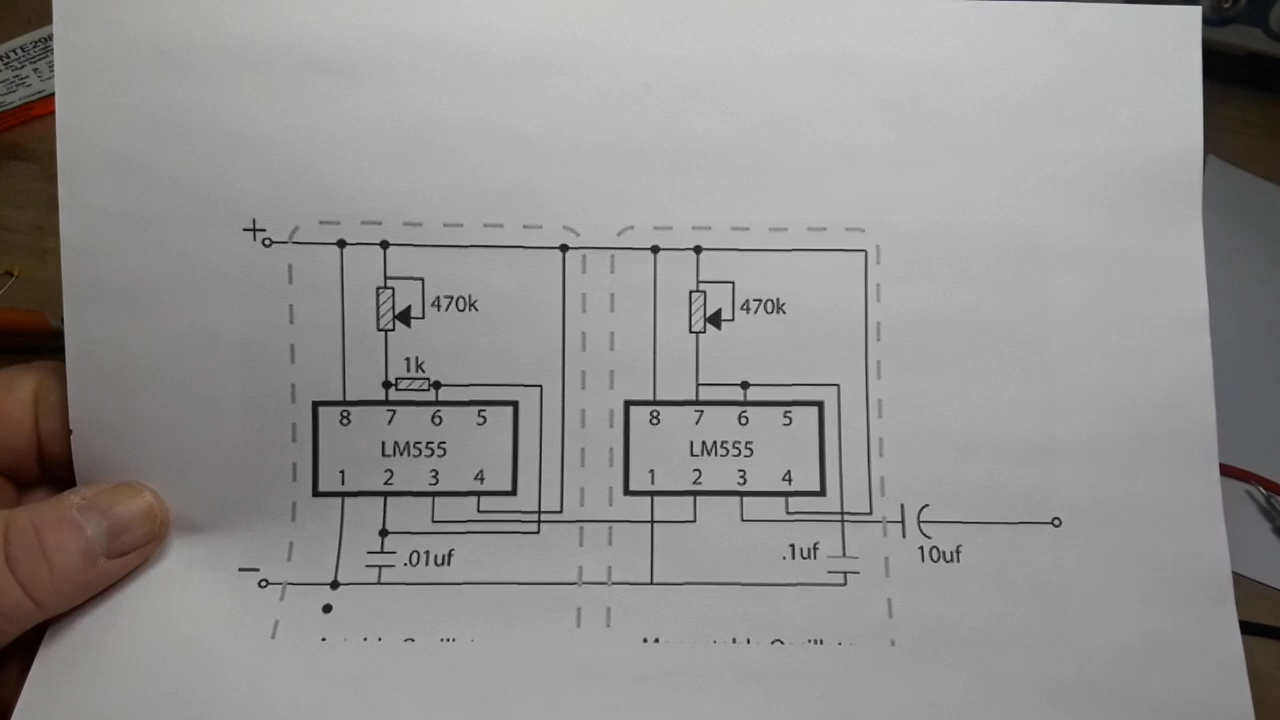 NTE29
+
470k
470k
1k
8 7 6 5
LM555
1 2 3 4
8 7 6 5
LM555
1 2 3 4
.01uf
.1uf
10uf
−